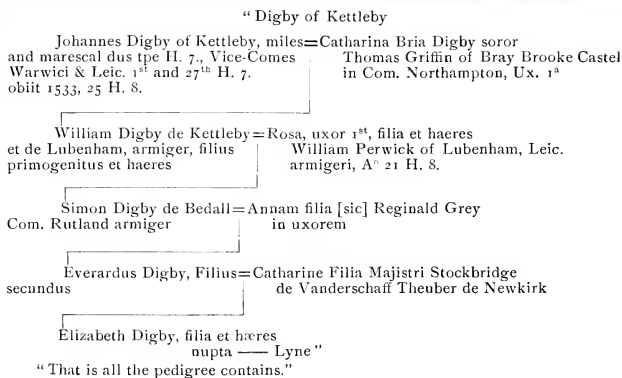 “Digby of Kettleby
Johannes Digby of Kettleby, miles=Catharina Bria Digby soror
and marescal dus tpe H. 7., Vice-Comes Thomas Griffin of Bray Brooke Castel
Warwici & Leic. 1st and 27th H. 7. in Com. Northampton, Ux. 1a
obiit 1533, 25 H. 8.
William Digby de Kettleby=Rosa, uxor 1st, filia et haeres
et de Lubenham, armiger, filius William Perwick of Lubenham, Leic.
primogenitus et haeres armigeri, An 21 H. 8.
Simon Digby de Bedall=Annam filia [sic] Reginald Grey
Com. Rutland armiger in uxorem
Everardus Digby, Filius=Catharine Filia Majistri Stockbridge
secundus de Vanderschaff Theuber de Newkirk
Elizabeth Digby, filia et hæres
nupta —— Lyne”
“That is all the pedigree contains.”